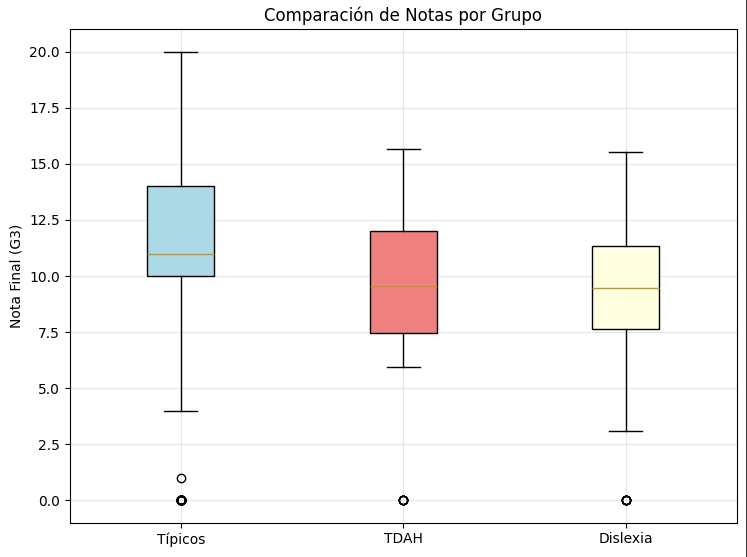 Comparación de Notas por Grupo
Nota Final (G3)
20.0
17.5
15.0
12.5
10.0
7.5
5.0
2.5
0.0
Típicos
TDAH
Dislexia